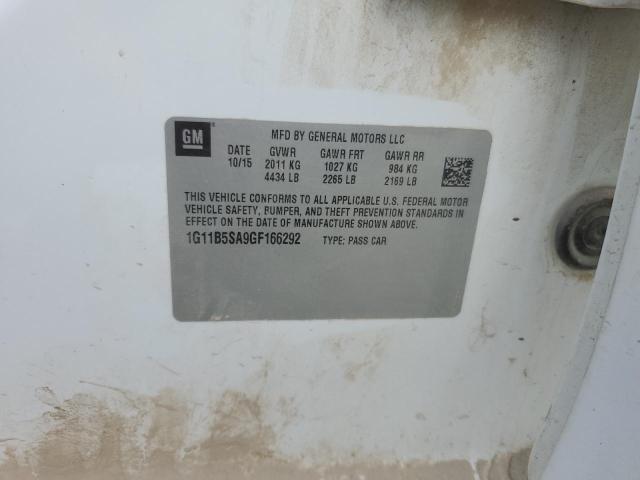 GM
MFD BY GENERAL MOTORS LLC
DATE GVWR GAWR FRT GAWR RR
10/15 2011 KG 1027 KG 984 KG
4434 LB 2265 LB 2169 LB
THIS VEHICLE CONFORMS TO ALL APPLICABLE U.S. FEDERAL MOTOR
VEHICLE SAFETY, BUMPER, AND THEFT PREVENTION STANDARDS IN
EFFECT ON THE DATE OF MANUFACTURE SHOWN ABOVE.
1G11B5SA9GF166292 TYPE: PASS CAR